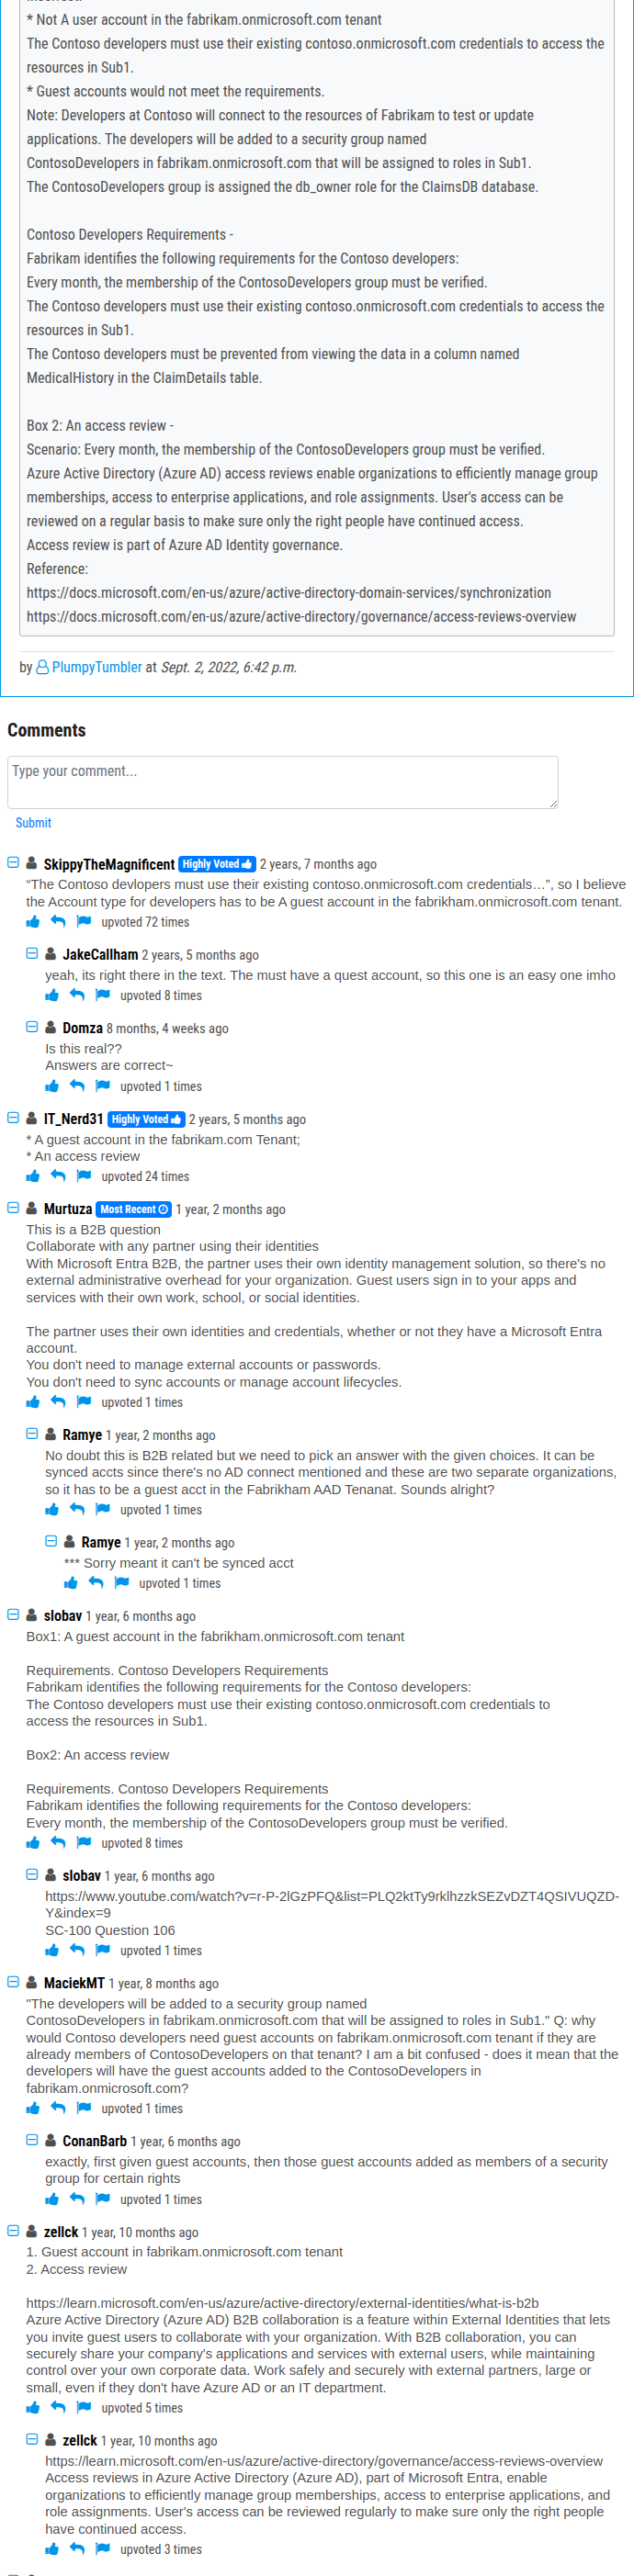 * Not A user account in the fabrikam.onmicrosoft.com tenant
The Contoso developers must use their existing contoso.onmicrosoft.com credentials to access the
resources in Sub1.
* Guest accounts would not meet the requirements.
Note: Developers at Contoso will connect to the resources of Fabrikam to test or update
applications. The developers will be added to a security group named
ContosoDevelopers in fabrikam.onmicrosoft.com that will be assigned to roles in Sub1.
The ContosoDevelopers group is assigned the db_owner role for the ClaimsDB database.
Contoso Developers Requirements -
Fabrikam identifies the following requirements for the Contoso developers:
Every month, the membership of the ContosoDevelopers group must be verified.
The Contoso developers must use their existing contoso.onmicrosoft.com credentials to access the
resources in Sub1.
The Contoso developers must be prevented from viewing the data in a column named
MedicalHistory in the ClaimDetails table.
Box 2: An access review -
Scenario: Every month, the membership of the ContosoDevelopers group must be verified.
Azure Active Directory (Azure AD) access reviews enable organizations to efficiently manage group
memberships, access to enterprise applications, and role assignments. User's access can be
reviewed on a regular basis to make sure only the right people have continued access.
Access review is part of Azure AD Identity governance.
Reference:
https://docs.microsoft.com/en-us/azure/active-directory-domain-services/synchronization
https://docs.microsoft.com/en-us/azure/active-directory/governance/access-reviews-overview
by PlumpyTumbler at Sept. 2, 2022, 6:42 p.m.
Comments
Type your comment...
Submit
SkippyTheMagnificent Highly Voted 2 years, 7 months ago
“The Contoso devlopers must use their existing contoso.onmicrosoft.com credentials…”, so I believe
the Account type for developers has to be A guest account in the fabrikham.onmicrosoft.com tenant.
upvoted 72 times
JakeCallham 2 years, 5 months ago
yeah, its right there in the text. The must have a quest account, so this one is an easy one imho
upvoted 8 times
Domza 8 months, 4 weeks ago
Is this real??
Answers are correct~
upvoted 1 times
IT_Nerd31 Highly Voted 2 years, 5 months ago
* A guest account in the fabrikam.com Tenant;
* An access review
upvoted 24 times
Murtuza Most Recent 1 year, 2 months ago
This is a B2B question
Collaborate with any partner using their identities
With Microsoft Entra B2B, the partner uses their own identity management solution, so there's no
external administrative overhead for your organization. Guest users sign in to your apps and
services with their own work, school, or social identities.
The partner uses their own identities and credentials, whether or not they have a Microsoft Entra
account.
You don't need to manage external accounts or passwords.
You don't need to sync accounts or manage account lifecycles.
upvoted 1 times
Ramye 1 year, 2 months ago
No doubt this is B2B related but we need to pick an answer with the given choices. It can be
synced accts since there's no AD connect mentioned and these are two separate organizations,
so it has to be a guest acct in the Fabrikham AAD Tenanat. Sounds alright?
upvoted 1 times
Ramye 1 year, 2 months ago
*** Sorry meant it can't be synced acct
upvoted 1 times
slobav 1 year, 6 months ago
Box1: A guest account in the fabrikham.onmicrosoft.com tenant
Requirements. Contoso Developers Requirements
Fabrikam identifies the following requirements for the Contoso developers:
The Contoso developers must use their existing contoso.onmicrosoft.com credentials to
access the resources in Sub1.
Box2: An access review
Requirements. Contoso Developers Requirements
Fabrikam identifies the following requirements for the Contoso developers:
Every month, the membership of the ContosoDevelopers group must be verified.
upvoted 8 times
slobav 1 year, 6 months ago
https://www.youtube.com/watch?v=r-P-2lGzPFQ&list=PLQ2ktTy9rklhzzkSEZvDZT4QSIVUQZD-
Y&index=9
SC-100 Question 106
upvoted 1 times
MaciekMT 1 year, 8 months ago
"The developers will be added to a security group named
ContosoDevelopers in fabrikam.onmicrosoft.com that will be assigned to roles in Sub1." Q: why
would Contoso developers need guest accounts on fabrikam.onmicrosoft.com tenant if they are
already members of ContosoDevelopers on that tenant? I am a bit confused - does it mean that the
developers will have the guest accounts added to the ContosoDevelopers in
fabrikam.onmicrosoft.com?
upvoted 1 times
ConanBarb 1 year, 6 months ago
exactly, first given guest accounts, then those guest accounts added as members of a security
group for certain rights
upvoted 1 times
zellck 1 year, 10 months ago
1. Guest account in fabrikam.onmicrosoft.com tenant
2. Access review
https://learn.microsoft.com/en-us/azure/active-directory/external-identities/what-is-b2b
Azure Active Directory (Azure AD) B2B collaboration is a feature within External Identities that lets
you invite guest users to collaborate with your organization. With B2B collaboration, you can
securely share your company's applications and services with external users, while maintaining
control over your own corporate data. Work safely and securely with external partners, large or
small, even if they don't have Azure AD or an IT department.
upvoted 5 times
zellck 1 year, 10 months ago
https://learn.microsoft.com/en-us/azure/active-directory/governance/access-reviews-overview
Access reviews in Azure Active Directory (Azure AD), part of Microsoft Entra, enable
organizations to efficiently manage group memberships, access to enterprise applications, and
role assignments. User's access can be reviewed regularly to make sure only the right people
have continued access.
upvoted 3 times